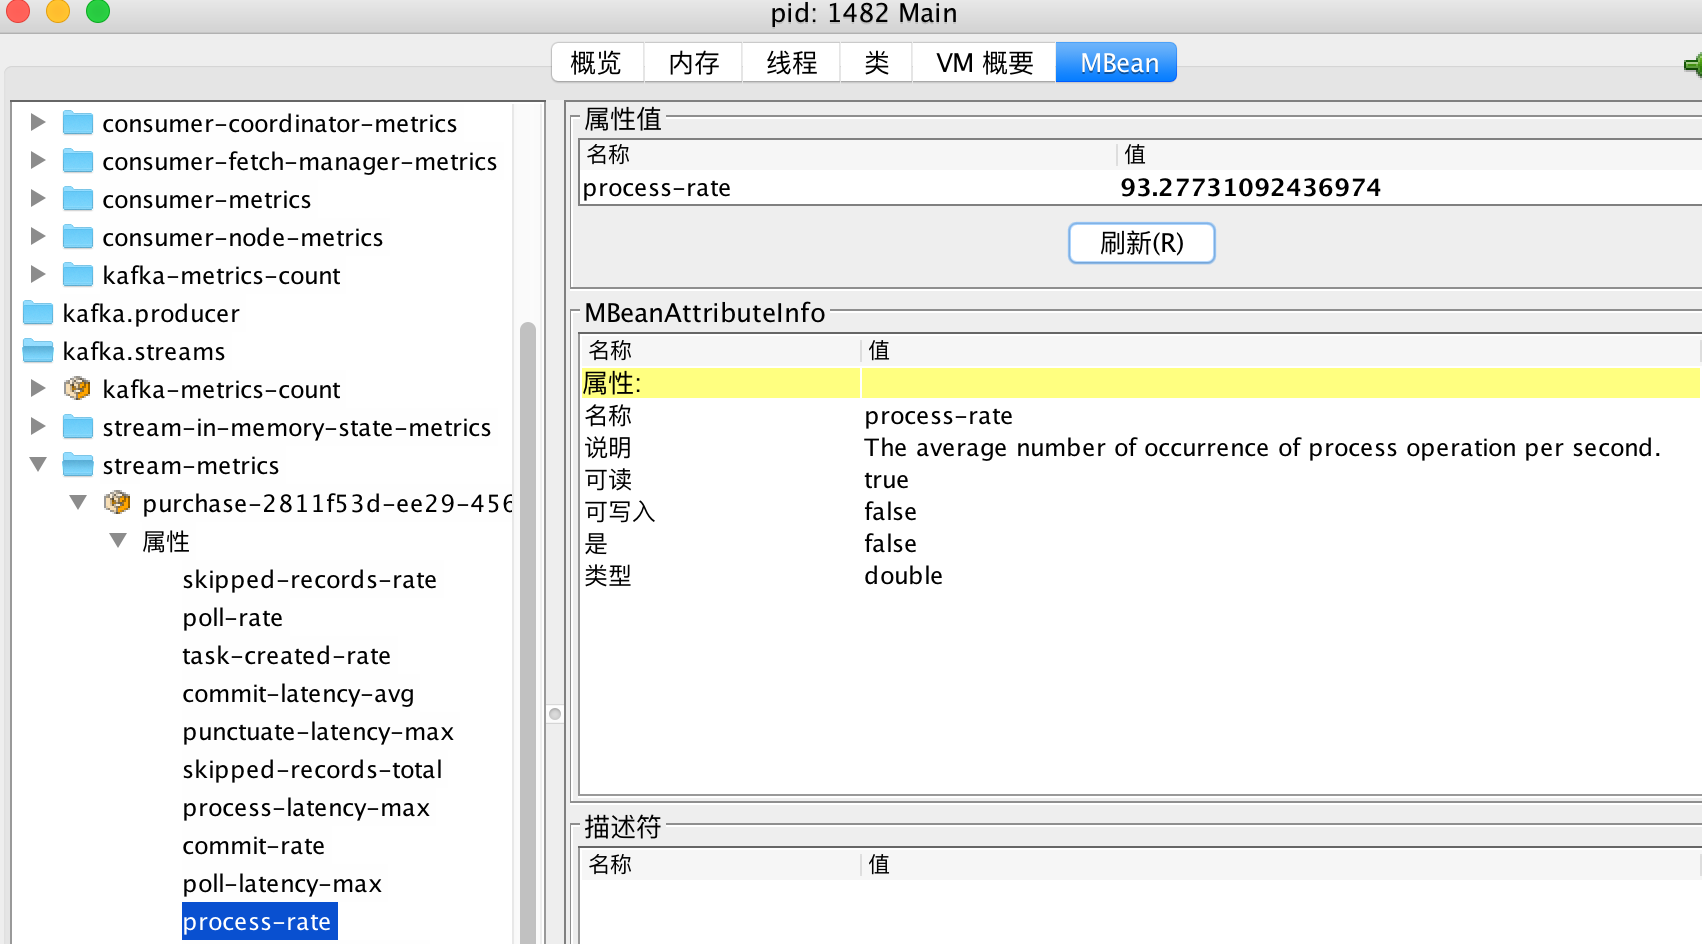 pid: 1482 Main
概览 内存 线程 类 VM 概要 MBean
consumer-coordinator-metrics
consumer-fetch-manager-metrics
consumer-metrics
consumer-node-metrics
kafka-metrics-count
kafka.producer
kafka.streams
kafka-metrics-count
stream-in-memory-state-metrics
stream-metrics
purchase-2811f53d-ee29-456
属性
skipped-records-rate
poll-rate
task-created-rate
commit-latency-avg
punctuate-latency-max
skipped-records-total
process-latency-max
commit-rate
poll-latency-max
process-rate
属性值
名称 值
process-rate 93.27731092436974
刷新(R)
MBeanAttributeInfo
名称 值
属性:
名称 process-rate
说明 The average number of occurrence of process operation per second.
可读 true
可写入 false
是 false
类型 double
描述符
名称 值